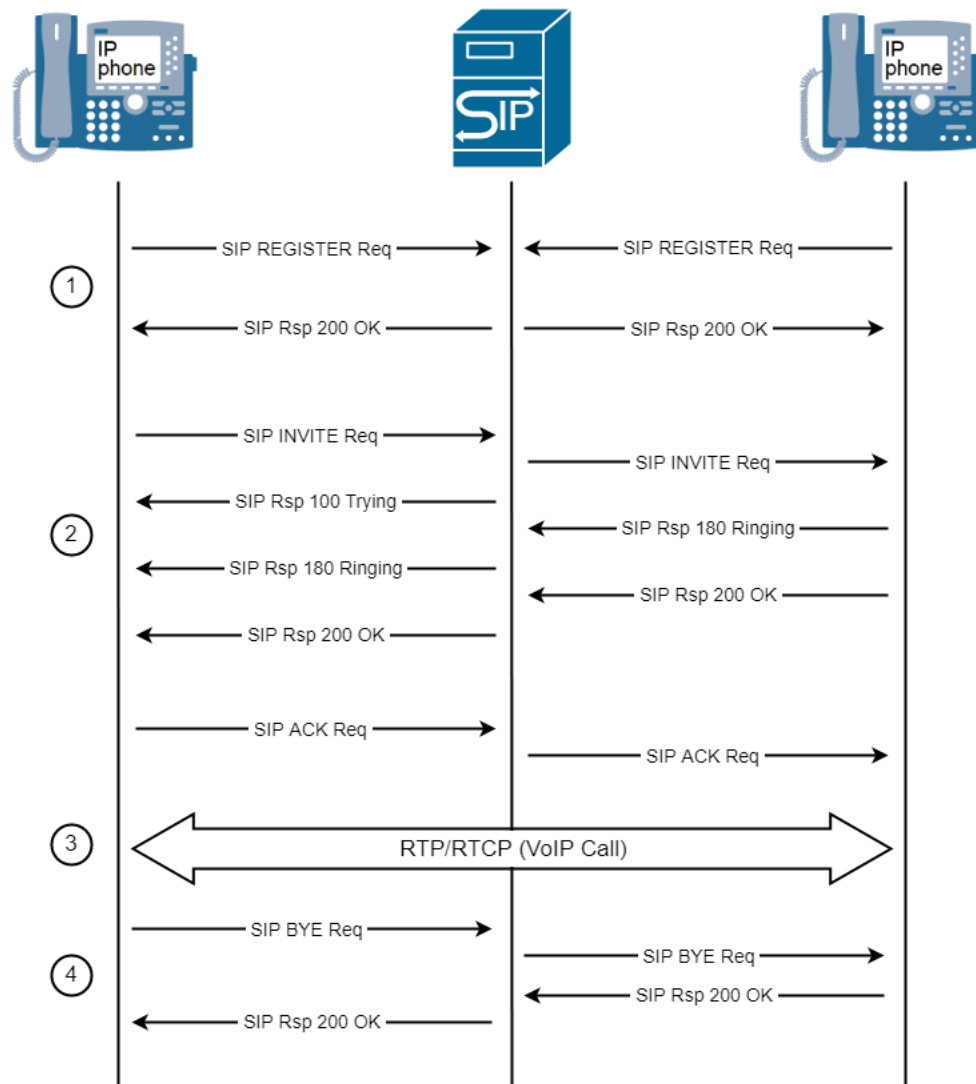 IP
phone
SIP
IP
phone
SIP REGISTER Req
SIP REGISTER Req
1
SIP Rsp 200 OK
SIP Rsp 200 OK
SIP INVITE Req
SIP INVITE Req
SIP Rsp 100 Trying
2
SIP Rsp 180 Ringing
SIP Rsp 180 Ringing
SIP Rsp 200 OK
SIP Rsp 200 OK
SIP ACK Req
SIP ACK Req
3
RTP/RTCP (VoIP Call)
SIP BYE Req
SIP BYE Req
4
SIP Rsp 200 OK
SIP Rsp 200 OK